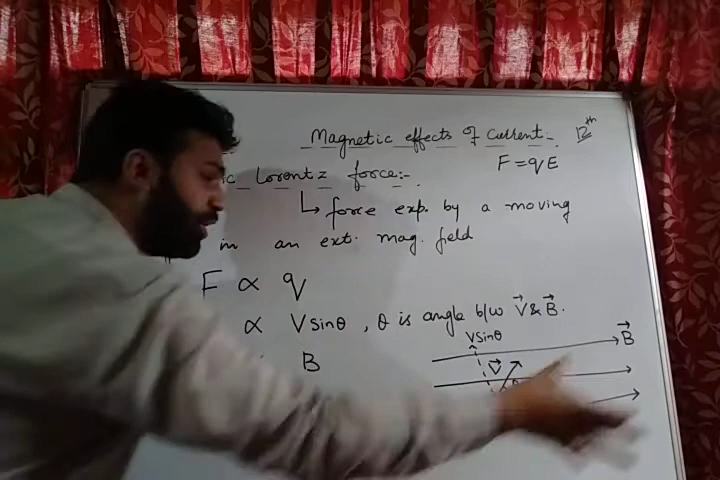 Magnetic effects of Current- 12th
F = qE
ic Lorentz force:-
↳ force exp. by a moving
in an ext. mag. field
F ∝ q
∝ Vsinθ, θ is angle b/w V⃗ & B⃗.
B
Vsinθ
B⃗
V⃗
θ